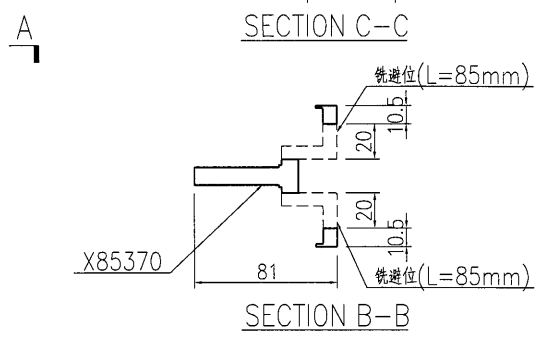 SECTION C-C
A
铣避位(L=85mm)
10.5
20
20
10.5
X85370
81
铣避位(L=85mm)
SECTION B-B